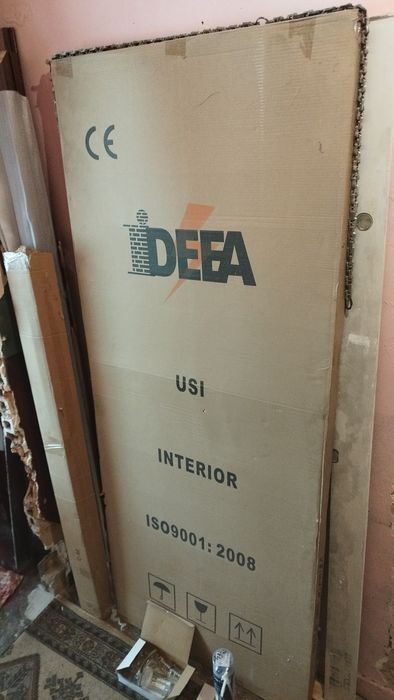 CE
iDEEA
USI
INTERIOR
ISO9001:2008